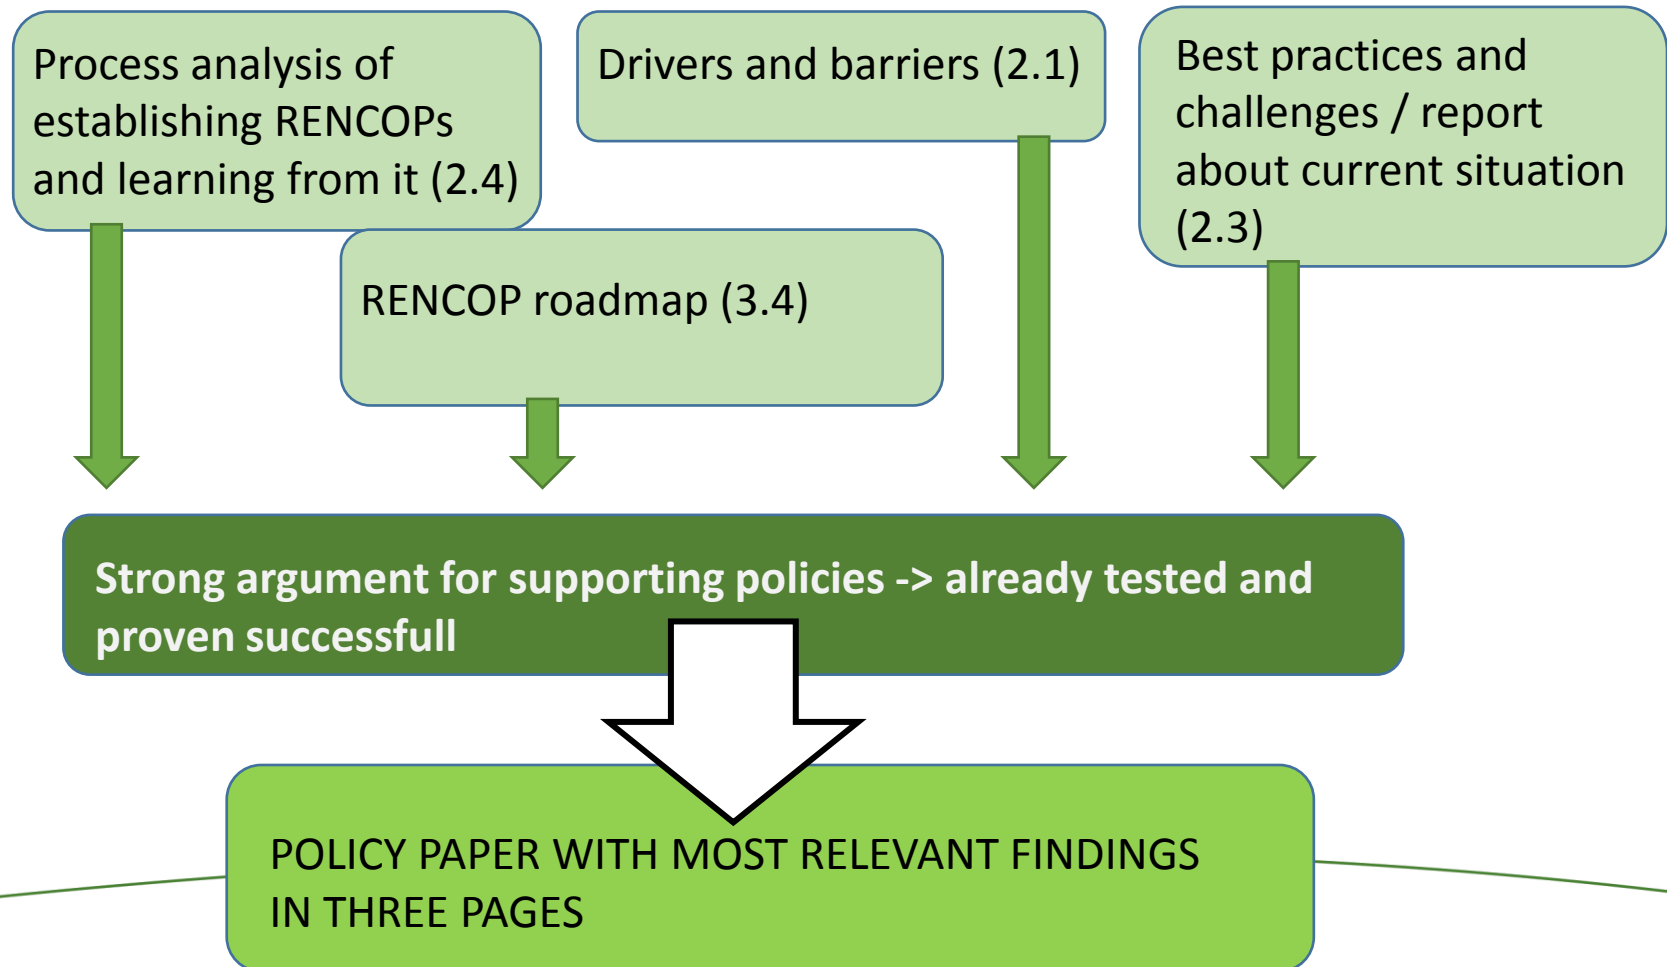 Process analysis of
establishing RENCOPs
and learning from it (2.4)
Drivers and barriers (2.1)
Best practices and
challenges / report
about current situation
(2.3)
RENCOP roadmap (3.4)
Strong argument for supporting policies -> already tested and
proven successfull
POLICY PAPER WITH MOST RELEVANT FINDINGS
IN THREE PAGES